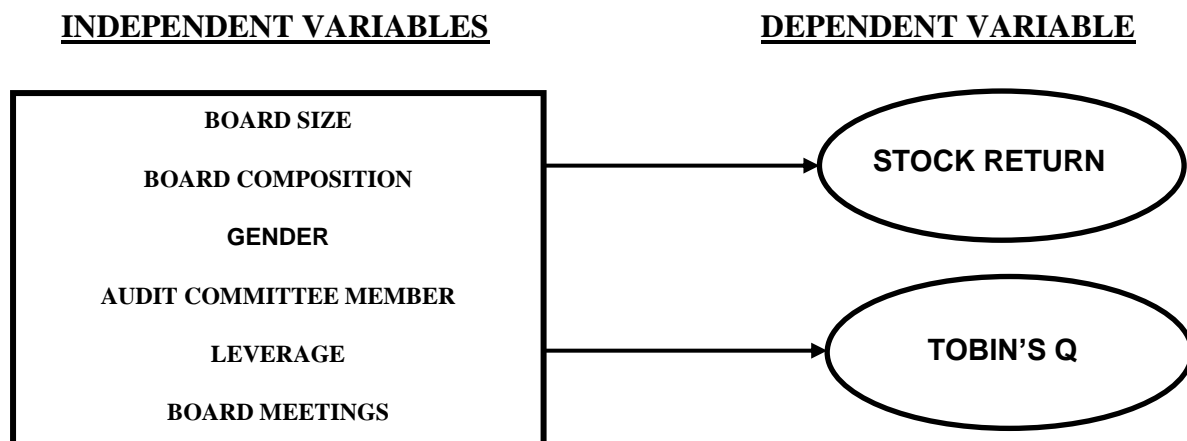 INDEPENDENT VARIABLES
DEPENDENT VARIABLE
BOARD SIZE
BOARD COMPOSITION
GENDER
AUDIT COMMITTEE MEMBER
LEVERAGE
BOARD MEETINGS
STOCK RETURN
TOBIN’S Q